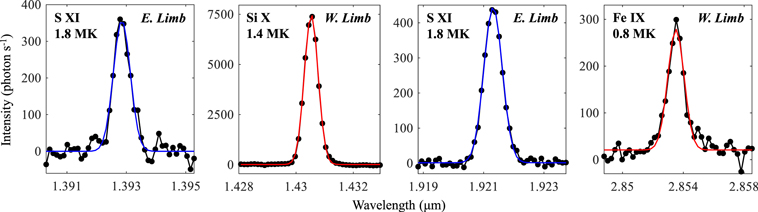 S XI
1.8 MK
E. Limb
Si X
1.4 MK
W. Limb
S XI
1.8 MK
E. Limb
Fe IX
0.8 MK
W. Limb
Intensity (photon s-1)
400
300
200
100
0
7500
5000
2500
0
400
300
200
100
0
300
200
100
0
1.391 1.393 1.395
1.428 1.43 1.432
1.919 1.921 1.923
2.85 2.854 2.858
Wavelength (μm)